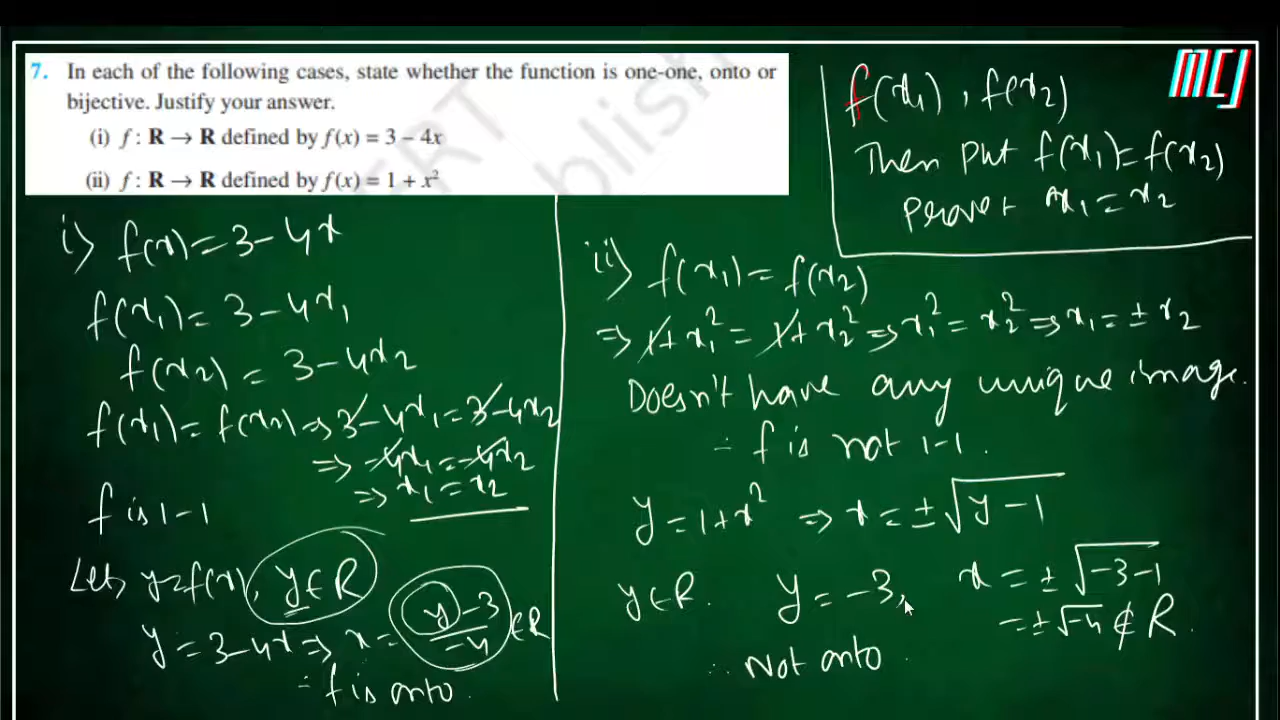 7. In each of the following cases, state whether the function is one-one, onto or
bijective. Justify your answer.
(i) f : R → R defined by f(x) = 3 – 4x
(ii) f : R → R defined by f(x) = 1 + x²
MCJ
f(x₁), f(x₂)
Then put f(x₁) = f(x₂)
Prove x₁ = x₂
i) f(x) = 3 - 4x
f(x₁) = 3 - 4x₁
f(x₂) = 3 - 4x₂
f(x₁) = f(x₂) ⇒ 3 - 4x₁ = 3 - 4x₂
⇒ -4x₁ = -4x₂
⇒ x₁ = x₂
f is 1-1
Let, y = f(x), y ∈ R
y = 3 - 4x ⇒ x = (y - 3)/-4 ∈ R
∴ f is onto.
ii) f(x₁) = f(x₂)
⇒ 1 + x₁² = 1 + x₂² ⇒ x₁² = x₂² ⇒ x₁ = ± x₂
Doesn't have any unique image.
∴ f is not 1-1.
y = 1 + x² ⇒ x = ± √(y - 1)
y ∈ R. y = -3, x = ± √(-3 - 1)
= ± √-4 ∉ R.
∴ Not onto.